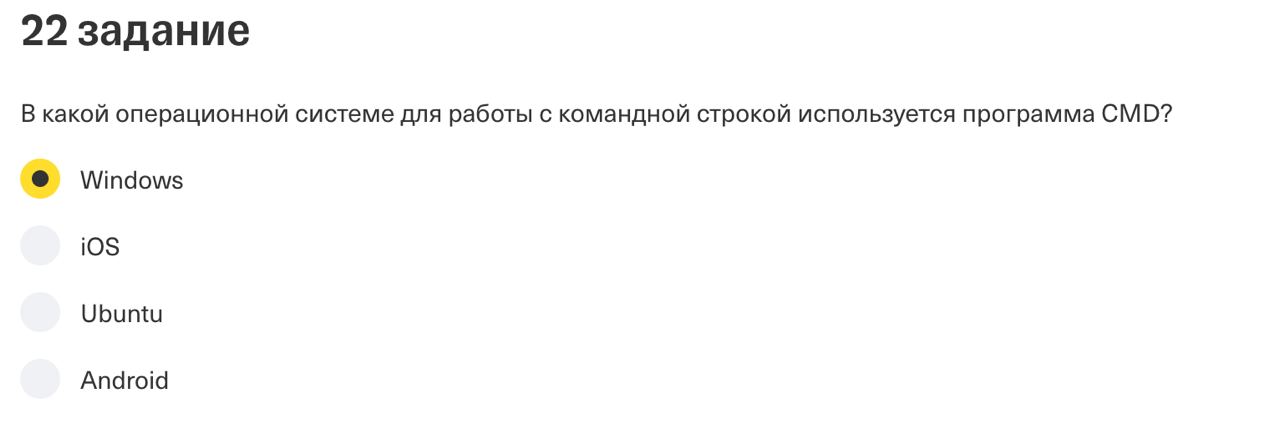 22 задание
В какой операционной системе для работы с командной строкой используется программа CMD?
Windows
iOS
Ubuntu
Android